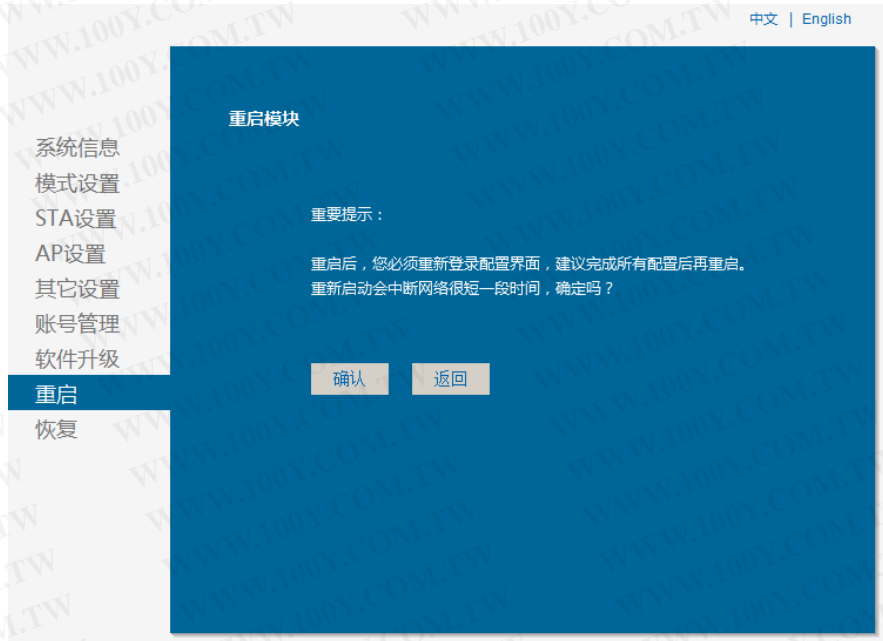 中文 | English
重启模块
系统信息
模式设置
STA设置
AP设置
其它设置
账号管理
软件升级
重启
恢复
重要提示：
重启后，您必须重新登录配置界面，建议完成所有配置后再重启。
重新启动会中断网络很短一段时间，确定吗？
确认 返回
WWW.100Y.COM.TW